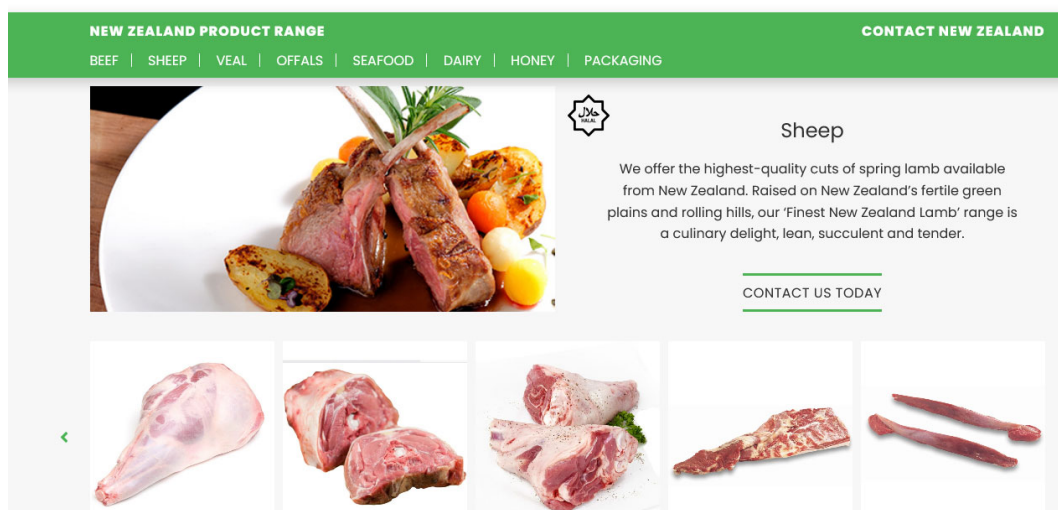 NEW ZEALAND PRODUCT RANGE
CONTACT NEW ZEALAND
BEEF | SHEEP | VEAL | OFFALS | SEAFOOD | DAIRY | HONEY | PACKAGING
حلال
HALAL
Sheep
We offer the highest-quality cuts of spring lamb available
from New Zealand. Raised on New Zealand’s fertile green
plains and rolling hills, our ‘Finest New Zealand Lamb’ range is
a culinary delight, lean, succulent and tender.
CONTACT US TODAY